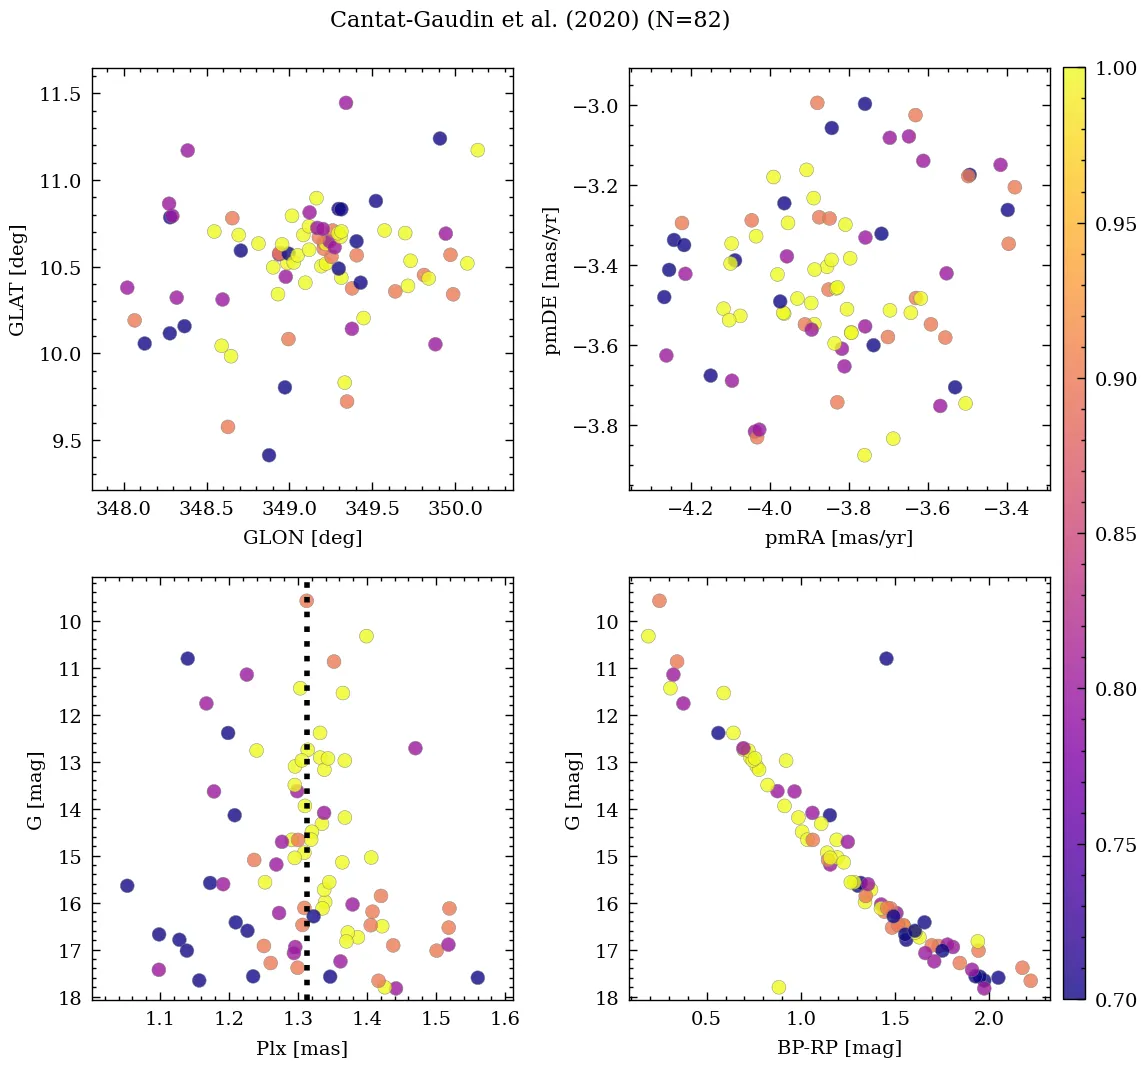 Cantat-Gaudin et al. (2020) (N=82)
11.5
11.0
10.5
10.0
9.5
GLAT [deg]
348.0 348.5 349.0 349.5 350.0
GLON [deg]
−3.0
−3.2
−3.4
−3.6
−3.8
pmDE [mas/yr]
−4.2 −4.0 −3.8 −3.6 −3.4
pmRA [mas/yr]
1.00
0.95
0.90
0.85
0.80
0.75
0.70
10
11
12
13
14
15
16
17
18
G [mag]
1.1 1.2 1.3 1.4 1.5 1.6
Plx [mas]
10
11
12
13
14
15
16
17
18
G [mag]
0.5 1.0 1.5 2.0
BP-RP [mag]